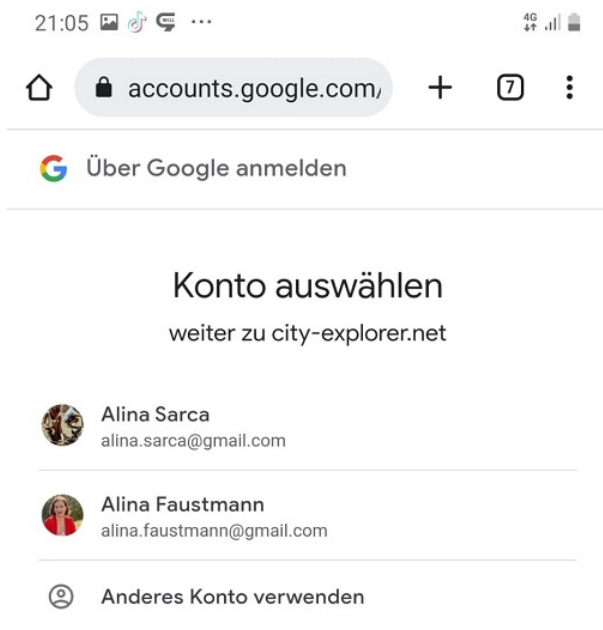 21:05
4G
accounts.google.com/
7
Über Google anmelden
Konto auswählen
weiter zu city-explorer.net
Alina Sarca
alina.sarca@gmail.com
Alina Faustmann
alina.faustmann@gmail.com
Anderes Konto verwenden